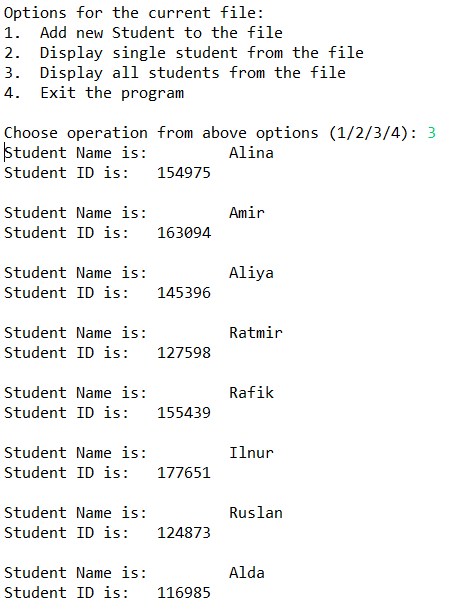 Options for the current file:
1.  Add new Student to the file
2.  Display single student from the file
3.  Display all students from the file
4.  Exit the program
Choose operation from above options (1/2/3/4): 3
Student Name is:         Alina
Student ID is:   154975
Student Name is:         Amir
Student ID is:   163094
Student Name is:         Aliya
Student ID is:   145396
Student Name is:         Ratmir
Student ID is:   127598
Student Name is:         Rafik
Student ID is:   155439
Student Name is:         Ilnur
Student ID is:   177651
Student Name is:         Ruslan
Student ID is:   124873
Student Name is:         Alda
Student ID is:   116985